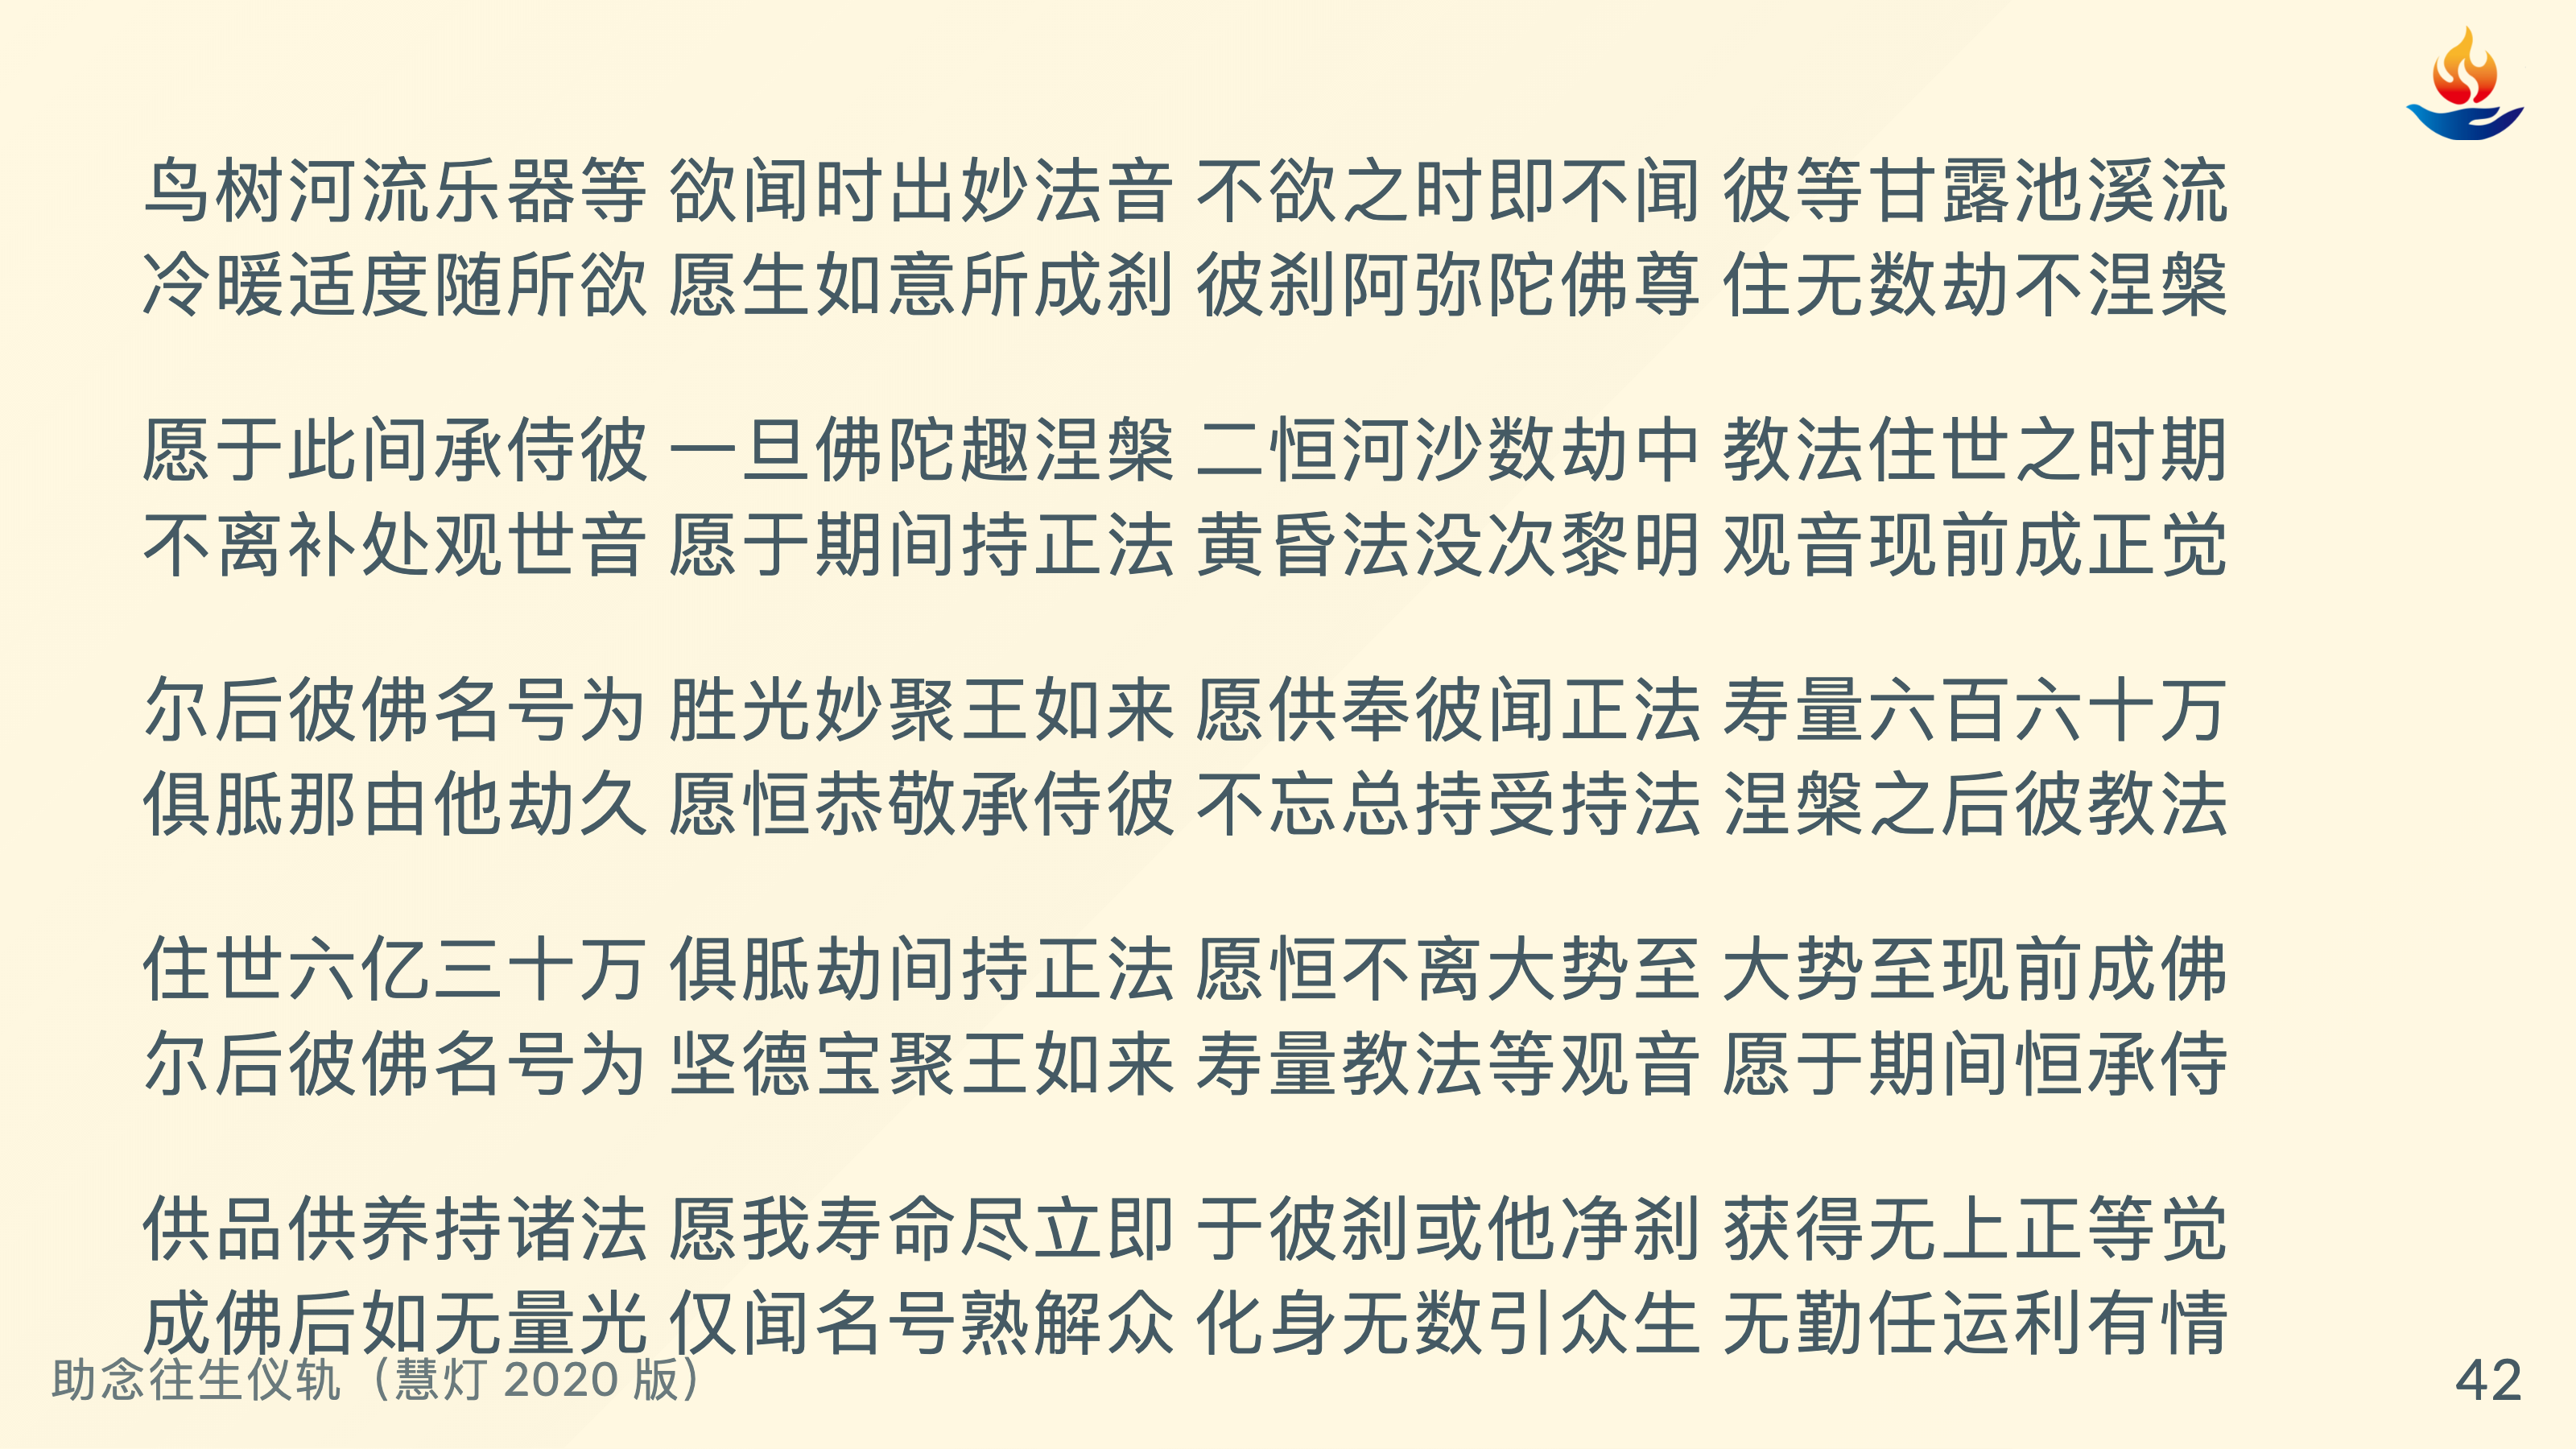 鸟树河流乐器等 欲闻时出妙法音 不欲之时即不闻 彼等甘露池溪流
冷暖适度随所欲 愿生如意所成刹 彼刹阿弥陀佛尊 住无数劫不涅槃
愿于此间承侍彼 一旦佛陀趣涅槃 二恒河沙数劫中 教法住世之时期
不离补处观世音 愿于期间持正法 黄昏法没次黎明 观音现前成正觉
尔后彼佛名号为 胜光妙聚王如来 愿供奉彼闻正法 寿量六百六十万
俱胝那由他劫久 愿恒恭敬承侍彼 不忘总持受持法 涅槃之后彼教法
住世六亿三十万 俱胝劫间持正法 愿恒不离大势至 大势至现前成佛
尔后彼佛名号为 坚德宝聚王如来 寿量教法等观音 愿于期间恒承侍
供品供养持诸法 愿我寿命尽立即 于彼刹或他净刹 获得无上正等觉
成佛后如无量光 仅闻名号熟解众 化身无数引众生 无勤任运利有情
助念往生仪轨（慧灯 2020 版）
42